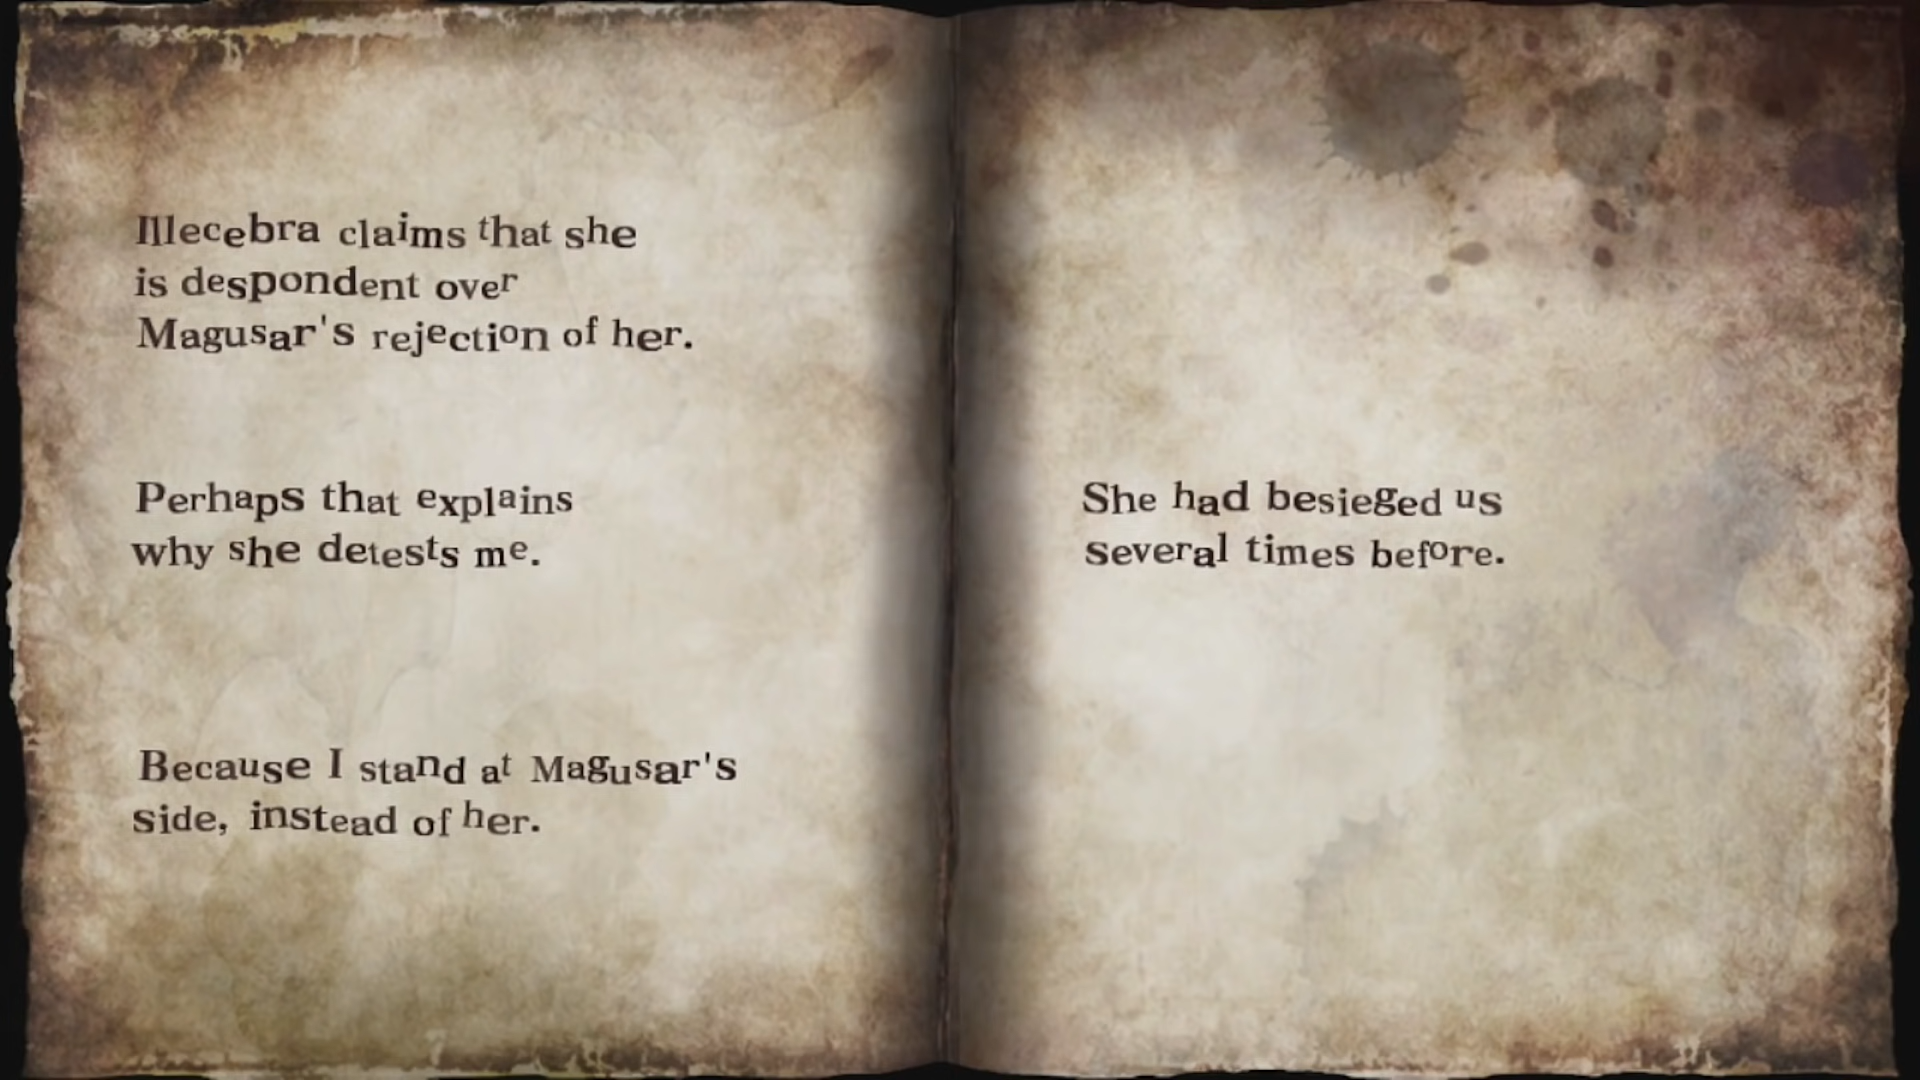 Illecebra claims that she
is despondent over
Magusar's rejection of her.
Perhaps that explains
why she detests me.
Because I stand at Magusar's
side, instead of her.
She had besieged us
several times before.